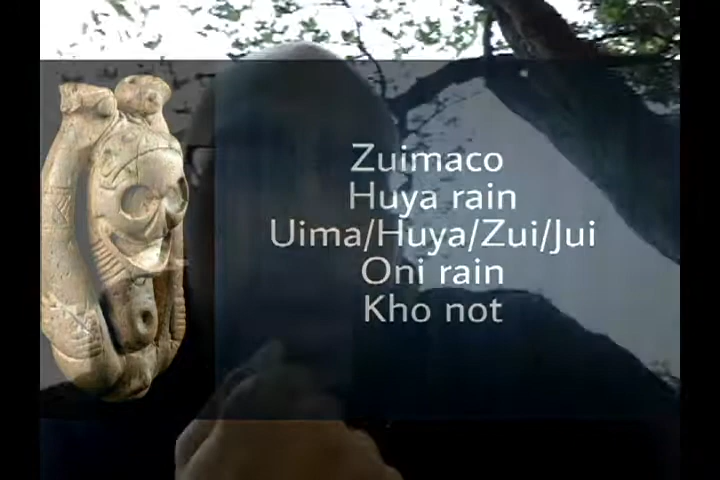 Zuimaco
Huya rain
Uima/Huya/Zui/Jui
Oni rain
Kho not